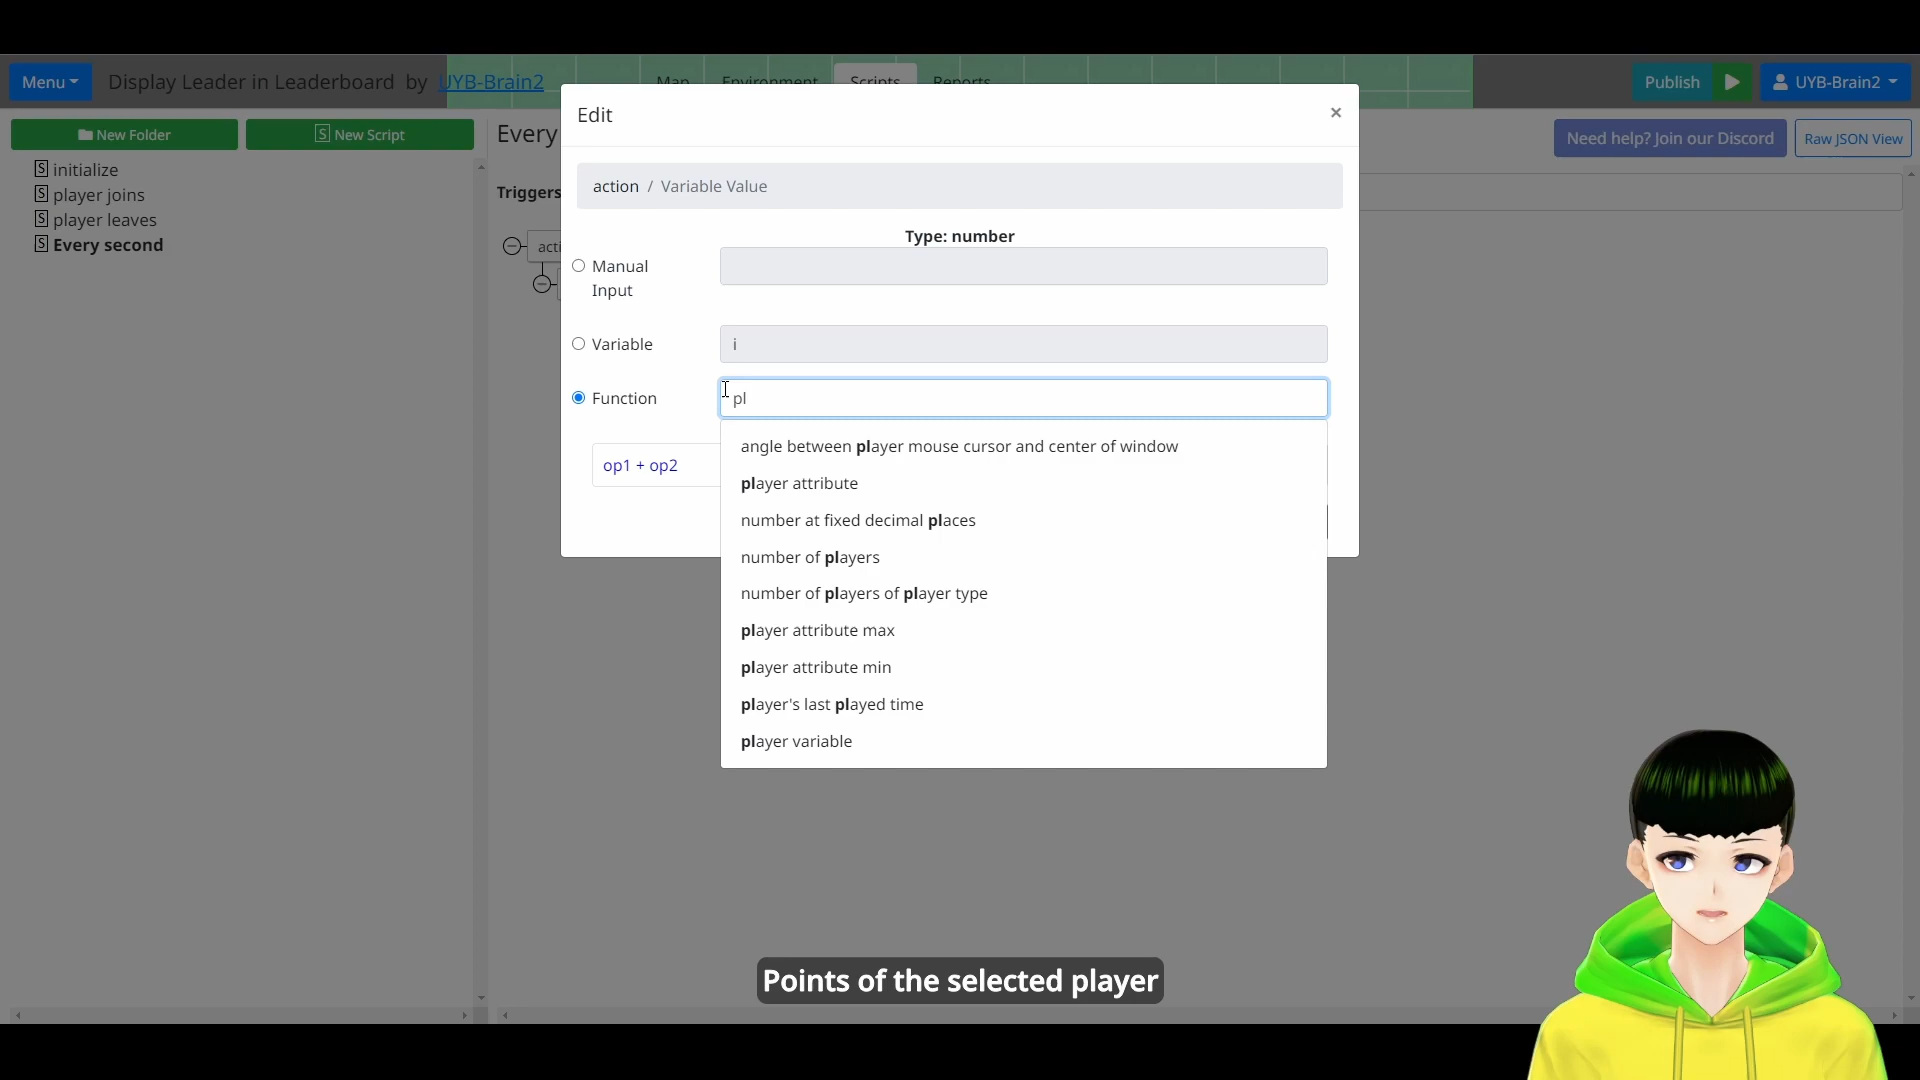 Menu
Display Leader in Leaderboard by UYB-Brain2
Map
Environment
Scripts
Reports
Publish
UYB-Brain2
New Folder
S New Script
S initialize
S player joins
S player leaves
S Every second
Every
Need help? Join our Discord
Raw JSON View
Triggers
acti
Edit
×
action / Variable Value
Type: number
Manual
Input
Variable
i
Function
pl
op1 + op2
angle between player mouse cursor and center of window
player attribute
number at fixed decimal places
number of players
number of players of player type
player attribute max
player attribute min
player's last played time
player variable
Points of the selected player